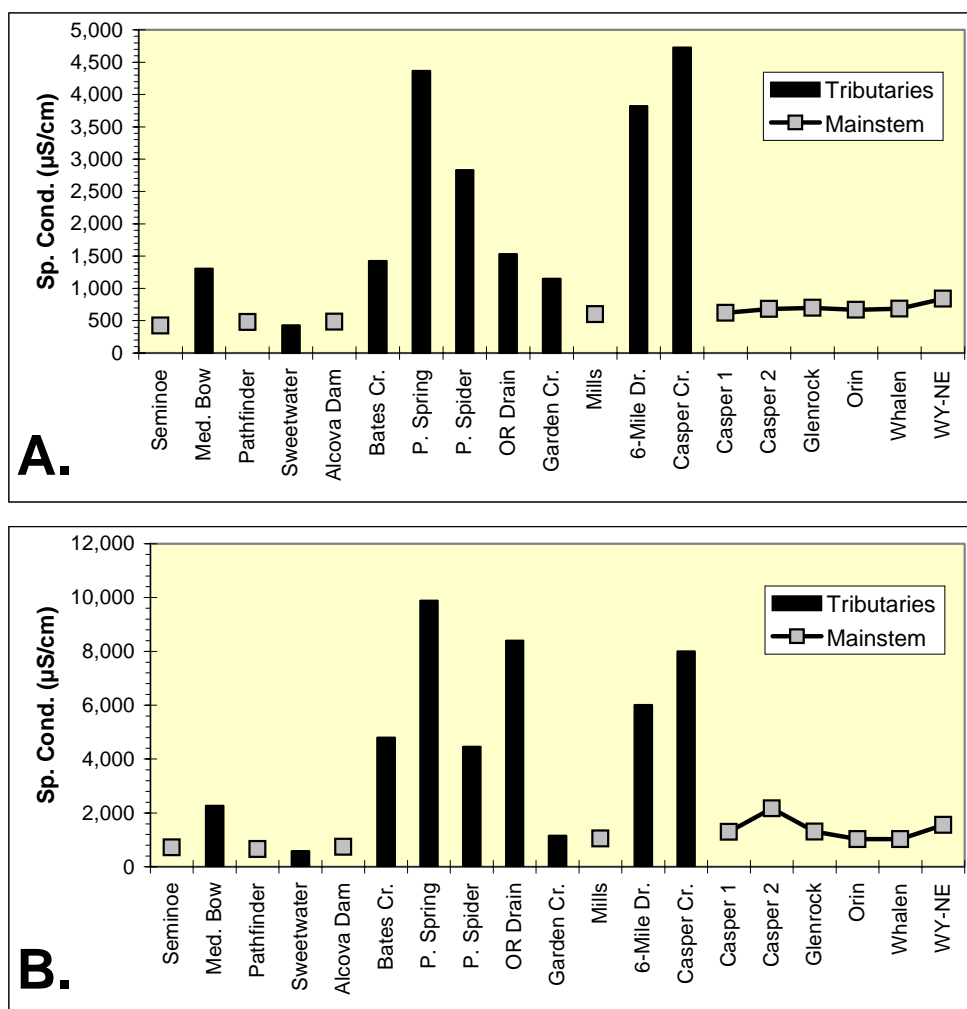 5,000
4,500
4,000
3,500
3,000
2,500
2,000
1,500
1,000
500
0
Sp. Cond. (µS/cm)
Tributaries
Mainstem
Seminoe
Med. Bow
Pathfinder
Sweetwater
Alcova Dam
Bates Cr.
P. Spring
P. Spider
OR Drain
Garden Cr.
Mills
6-Mile Dr.
Casper Cr.
Casper 1
Casper 2
Glenrock
Orin
Whalen
WY-NE
A.
12,000
10,000
8,000
6,000
4,000
2,000
0
Sp. Cond. (µS/cm)
Tributaries
Mainstem
Seminoe
Med. Bow
Pathfinder
Sweetwater
Alcova Dam
Bates Cr.
P. Spring
P. Spider
OR Drain
Garden Cr.
Mills
6-Mile Dr.
Casper Cr.
Casper 1
Casper 2
Glenrock
Orin
Whalen
WY-NE
B.